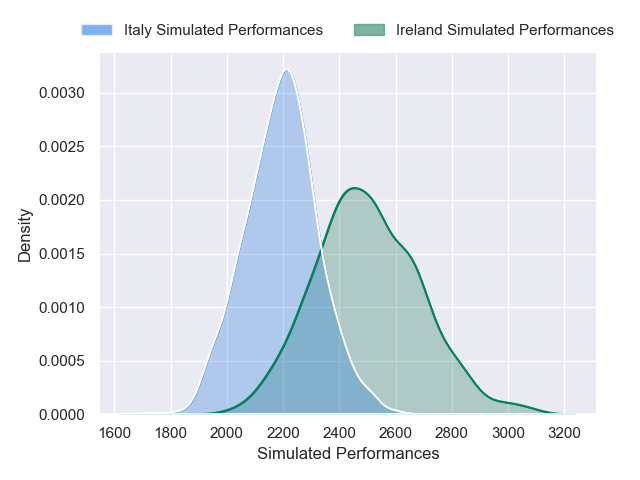 Italy Simulated Performances Ireland Simulated Performances
0.0030
0.0025
0.0020
0.0015
0.0010
0.0005
0.0000
Density
1600 1800 2000 2200 2400 2600 2800 3000 3200
Simulated Performances